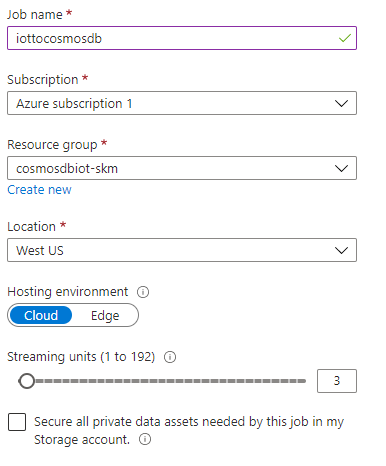 Job name *
iottocosmosdb
Subscription *
Azure subscription 1
Resource group *
cosmosdbiot-skm
Create new
Location *
West US
Hosting environment
Cloud Edge
Streaming units (1 to 192)
3
Secure all private data assets needed by this job in my
Storage account.